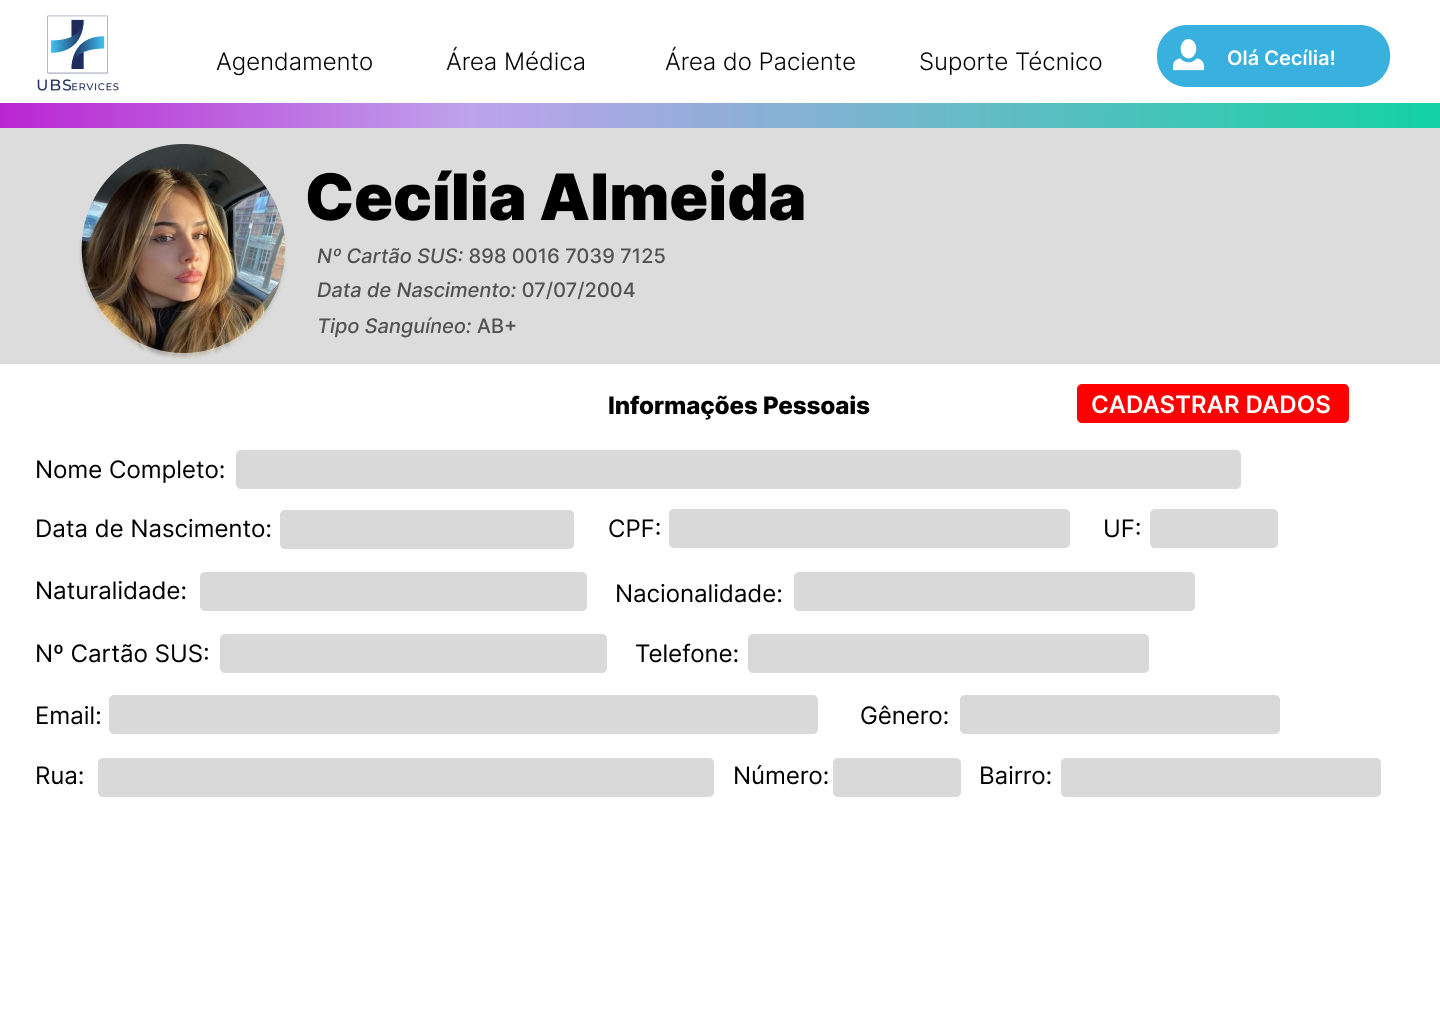 UBSERVICES
Agendamento Área Médica Área do Paciente Suporte Técnico Olá Cecília!
Cecília Almeida
Nº Cartão SUS: 898 0016 7039 7125
Data de Nascimento: 07/07/2004
Tipo Sanguíneo: AB+
Informações Pessoais CADASTRAR DADOS
Nome Completo:
Data de Nascimento: CPF: UF:
Naturalidade: Nacionalidade:
Nº Cartão SUS: Telefone:
Email: Gênero:
Rua: Número: Bairro: